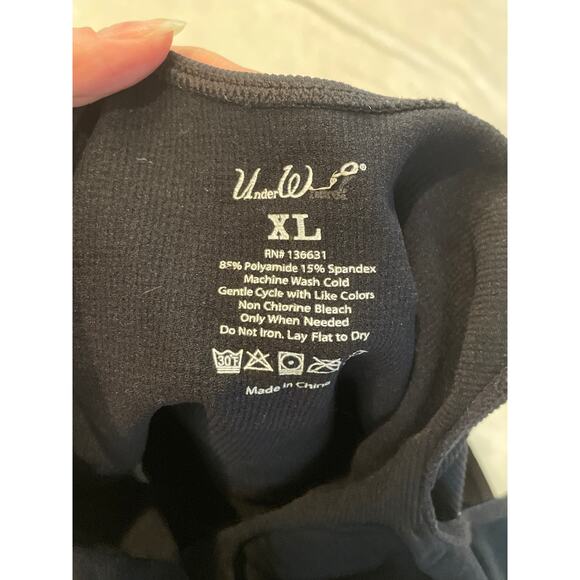 UnderW
XL
RN# 136631
85% Polyamide 15% Spandex
Machine Wash Cold
Gentle Cycle with Like Colors
Non Chlorine Bleach
Only When Needed
Do Not Iron. Lay Flat to Dry
30°F
Made in China